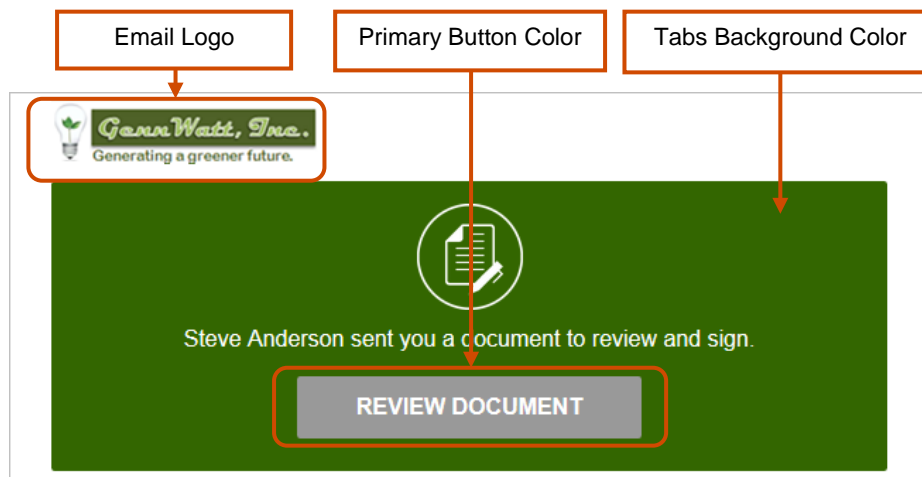 Email Logo
Primary Button Color
Tabs Background Color
GennWatt, Inc.
Generating a greener future.
Steve Anderson sent you a document to review and sign.
REVIEW DOCUMENT